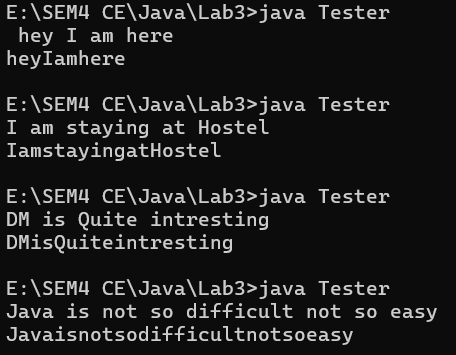 E:\SEM4 CE\Java\Lab3>java Tester
 hey I am here
heyIamhere

E:\SEM4 CE\Java\Lab3>java Tester
I am staying at Hostel
IamstayingatHostel

E:\SEM4 CE\Java\Lab3>java Tester
DM is Quite intresting
DMisQuiteintresting

E:\SEM4 CE\Java\Lab3>java Tester
Java is not so difficult not so easy
Javaisnotsodifficultnotsoeasy